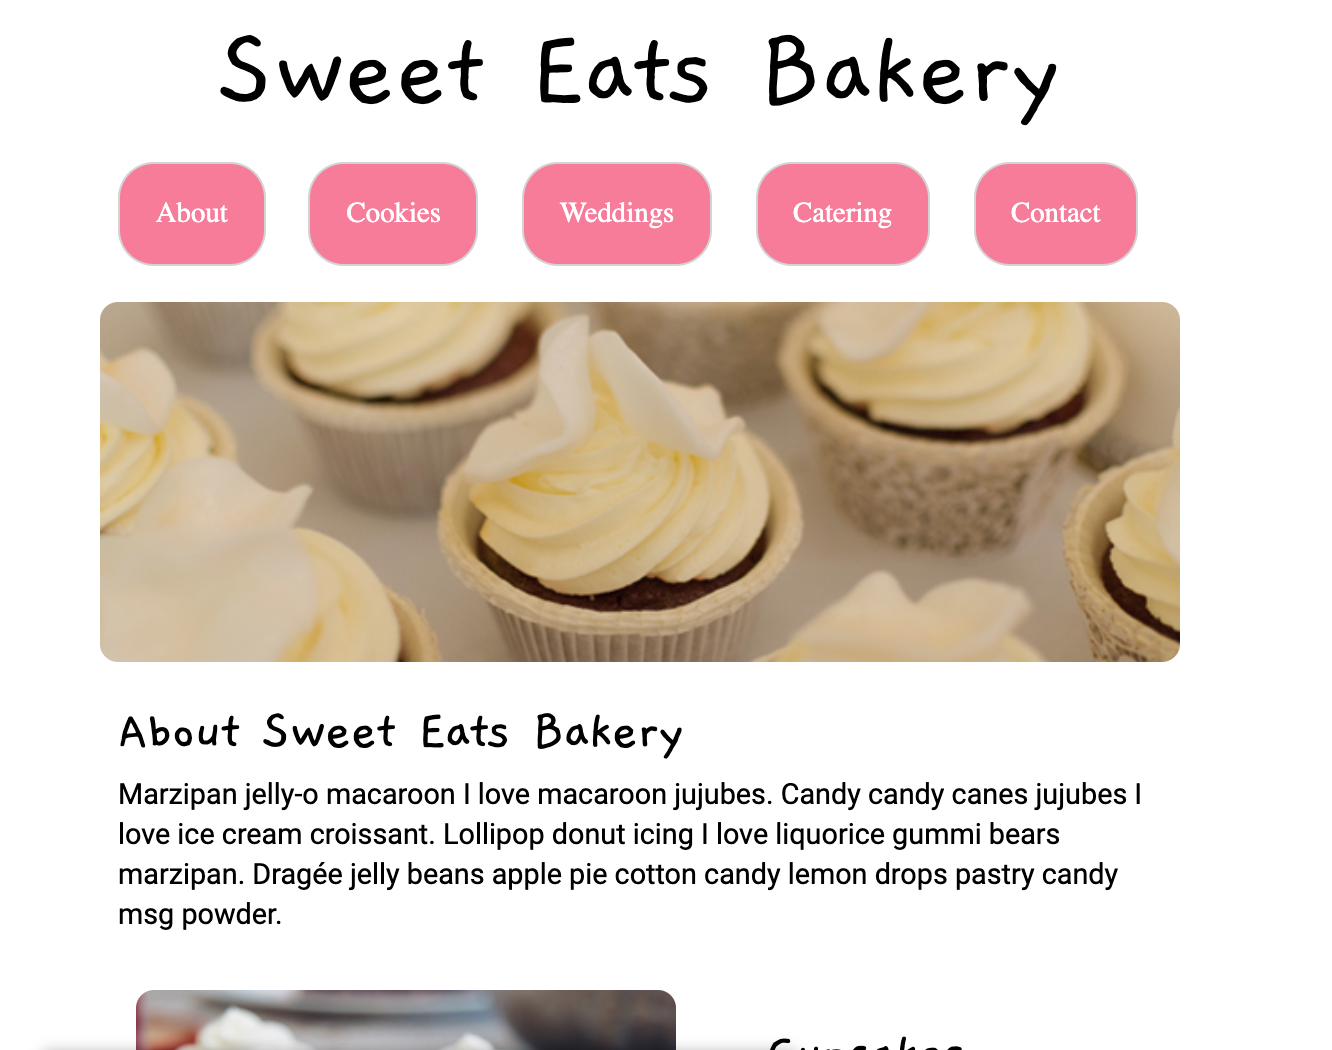 Sweet Eats Bakery
About
Cookies
Weddings
Catering
Contact
About Sweet Eats Bakery
Marzipan jelly-o macaroon I love macaroon jujubes. Candy candy canes jujubes I
love ice cream croissant. Lollipop donut icing I love liquorice gummi bears
marzipan. Dragée jelly beans apple pie cotton candy lemon drops pastry candy
msg powder.
Cupcakes